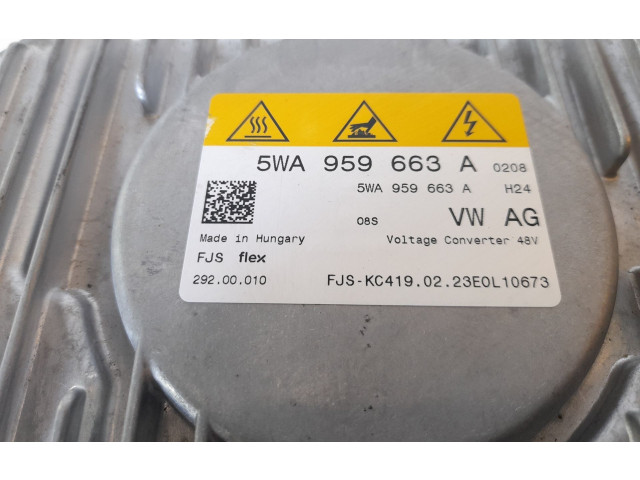 5WA 959 663 A 0208
5WA 959 663 A H24
08S VW AG
Made in Hungary Voltage Converter 48V
FJS flex
292.00.010 FJS-KC419.02.23E0L10673